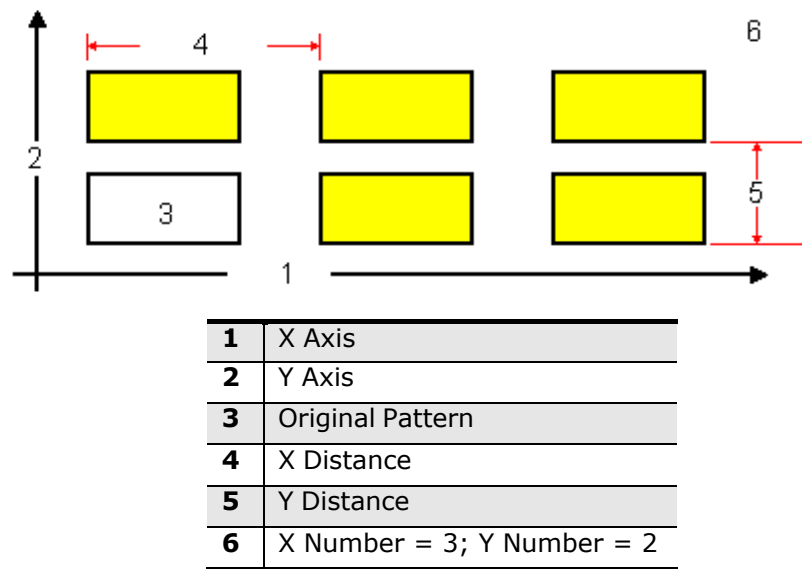 4
6
2
3
5
1
1 X Axis
2 Y Axis
3 Original Pattern
4 X Distance
5 Y Distance
6 X Number = 3; Y Number = 2